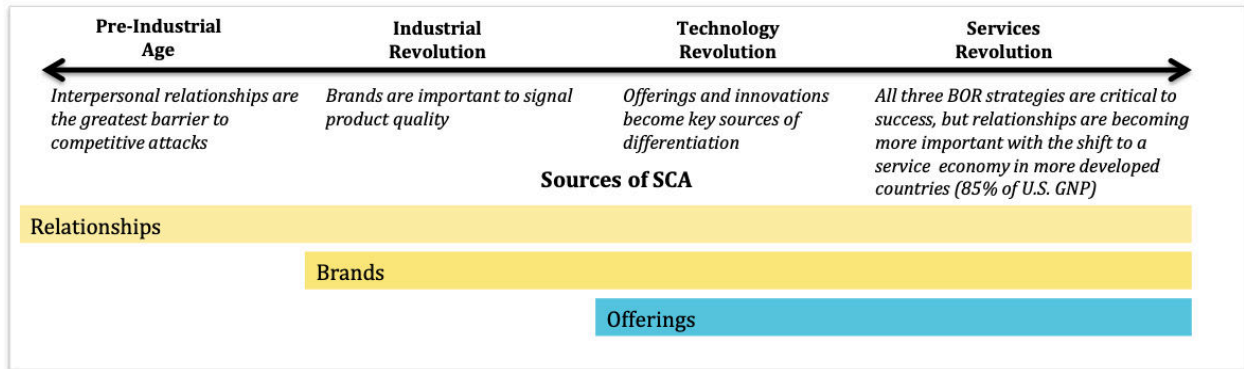 Pre-Industrial
Age
Industrial
Revolution
Technology
Revolution
Services
Revolution
Interpersonal relationships are
the greatest barrier to
competitive attacks
Brands are important to signal
product quality
Offerings and innovations
become key sources of
differentiation
All three BOR strategies are critical to
success, but relationships are becoming
more important with the shift to a
service economy in more developed
countries (85% of U.S. GNP)
Sources of SCA
Relationships
Brands
Offerings